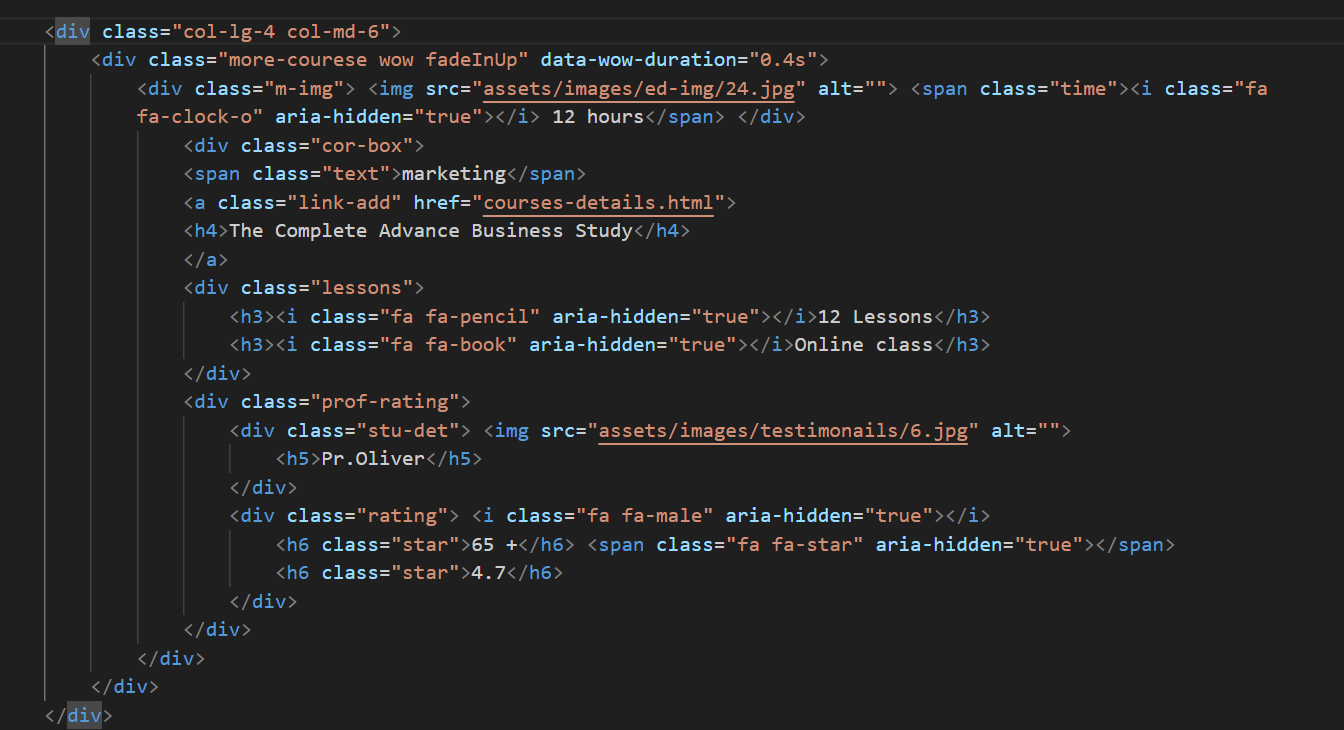 <div class="col-lg-4 col-md-6">
<div class="more-courese wow fadeInUp" data-wow-duration="0.4s">
<div class="m-img"> <img src="assets/images/ed-img/24.jpg" alt=""> <span class="time"><i class="fa
fa-clock-o" aria-hidden="true"></i> 12 hours</span> </div>
<div class="cor-box">
<span class="text">marketing</span>
<a class="link-add" href="courses-details.html">
<h4>The Complete Advance Business Study</h4>
</a>
<div class="lessons">
<h3><i class="fa fa-pencil" aria-hidden="true"></i>12 Lessons</h3>
<h3><i class="fa fa-book" aria-hidden="true"></i>Online class</h3>
</div>
<div class="prof-rating">
<div class="stu-det"> <img src="assets/images/testimonails/6.jpg" alt="">
<h5>Pr.Oliver</h5>
</div>
<div class="rating"> <i class="fa fa-male" aria-hidden="true"></i>
<h6 class="star">65 +</h6> <span class="fa fa-star" aria-hidden="true"></span>
<h6 class="star">4.7</h6>
</div>
</div>
</div>
</div>
</div>